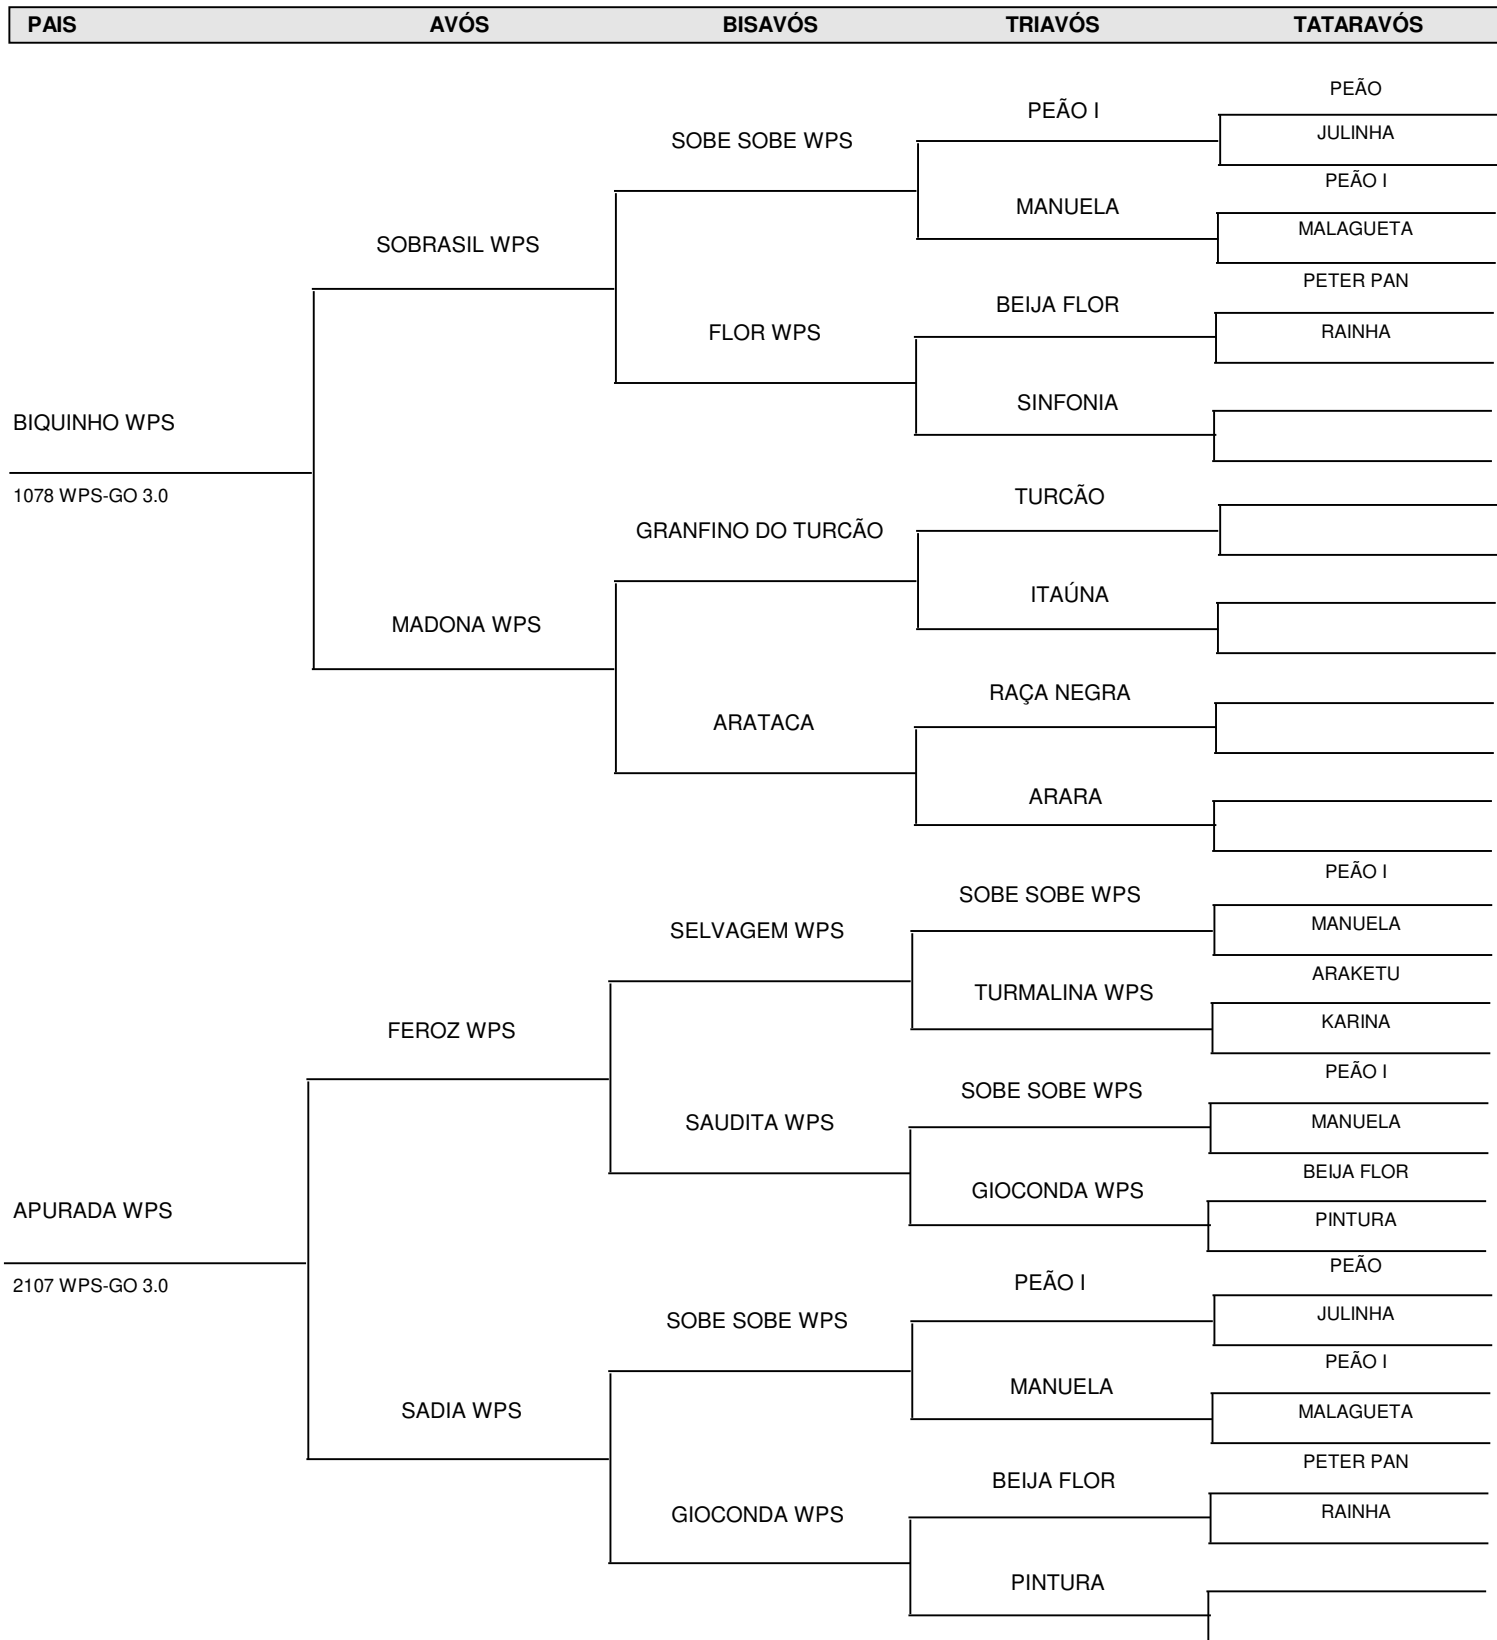 PAIS AVÓS BISAVÓS TRIAVÓS TATARAVÓS
PEÃO
PEÃO I
JULINHA
SOBE SOBE WPS
PEÃO I
MANUELA
MALAGUETA
SOBRASIL WPS
PETER PAN
BEIJA FLOR
RAINHA
FLOR WPS
SINFONIA
BIQUINHO WPS
1078 WPS-GO 3.0
TURCÃO
GRANFINO DO TURCÃO
ITAÚNA
MADONA WPS
RAÇA NEGRA
ARATACA
ARARA
PEÃO I
SOBE SOBE WPS
MANUELA
SELVAGEM WPS
ARAKETU
TURMALINA WPS
KARINA
FEROZ WPS
PEÃO I
SOBE SOBE WPS
MANUELA
SAUDITA WPS
BEIJA FLOR
GIOCONDA WPS
PINTURA
APURADA WPS
2107 WPS-GO 3.0
PEÃO
PEÃO I
JULINHA
SOBE SOBE WPS
PEÃO I
MANUELA
MALAGUETA
SADIA WPS
PETER PAN
BEIJA FLOR
RAINHA
GIOCONDA WPS
PINTURA